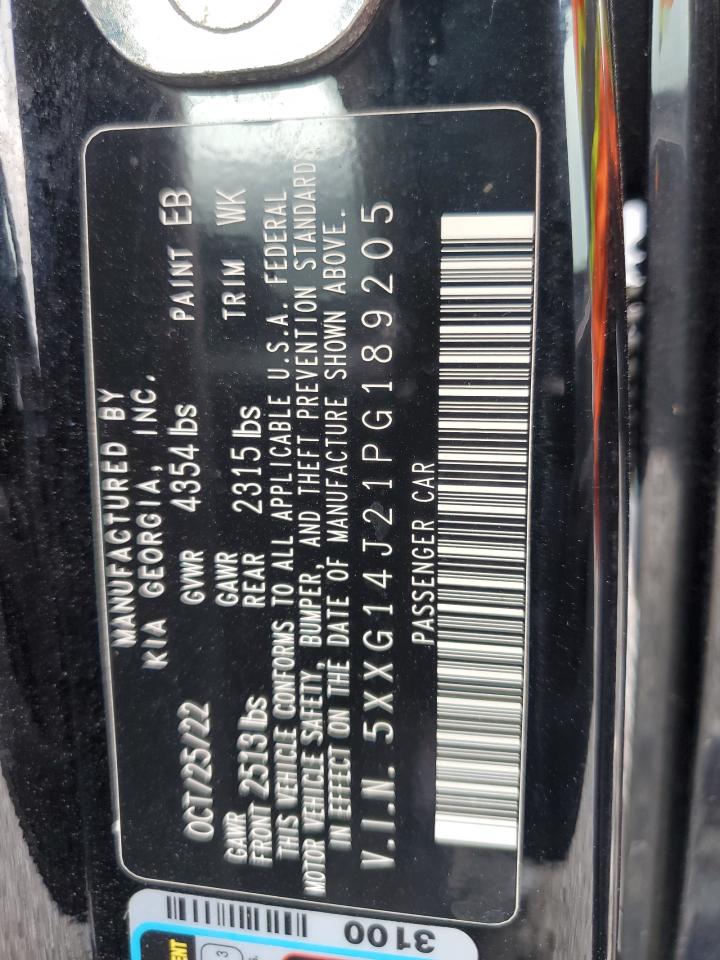 MANUFACTURED BY
KIA GEORGIA, INC.
OCT/25/22 GVWR 4354 lbs PAINT EB
GAWR FRONT 2513 lbs GAWR REAR 2315 lbs TRIM WK
THIS VEHICLE CONFORMS TO ALL APPLICABLE U.S.A. FEDERAL
MOTOR VEHICLE SAFETY, BUMPER, AND THEFT PREVENTION STANDARDS
IN EFFECT ON THE DATE OF MANUFACTURE SHOWN ABOVE.
V.I.N. 5XXG14J21PG189205
PASSENGER CAR
3100
3